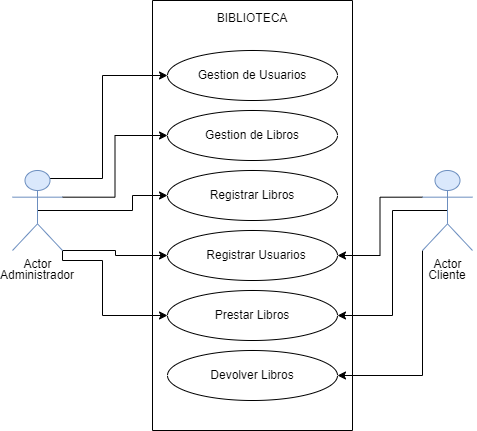 BIBLIOTECA
Gestion de Usuarios
Gestion de Libros
Registrar Libros
Registrar Usuarios
Prestar Libros
Devolver Libros
Actor
Administrador
Actor
Cliente